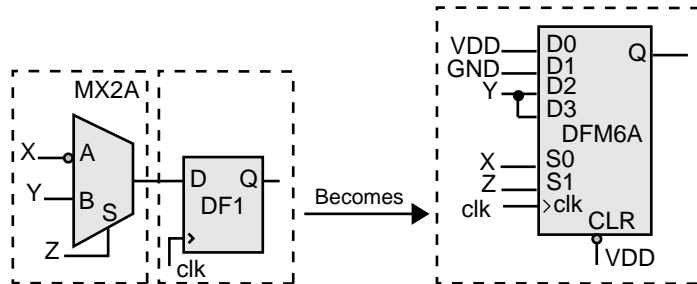 MX2A
X
A
Y
B
S
Z
D Q
DF1
clk
Becomes
VDD D0 Q
GND D1
Y D2
D3
DFM6A
X S0
Z S1
clk clk
CLR
VDD